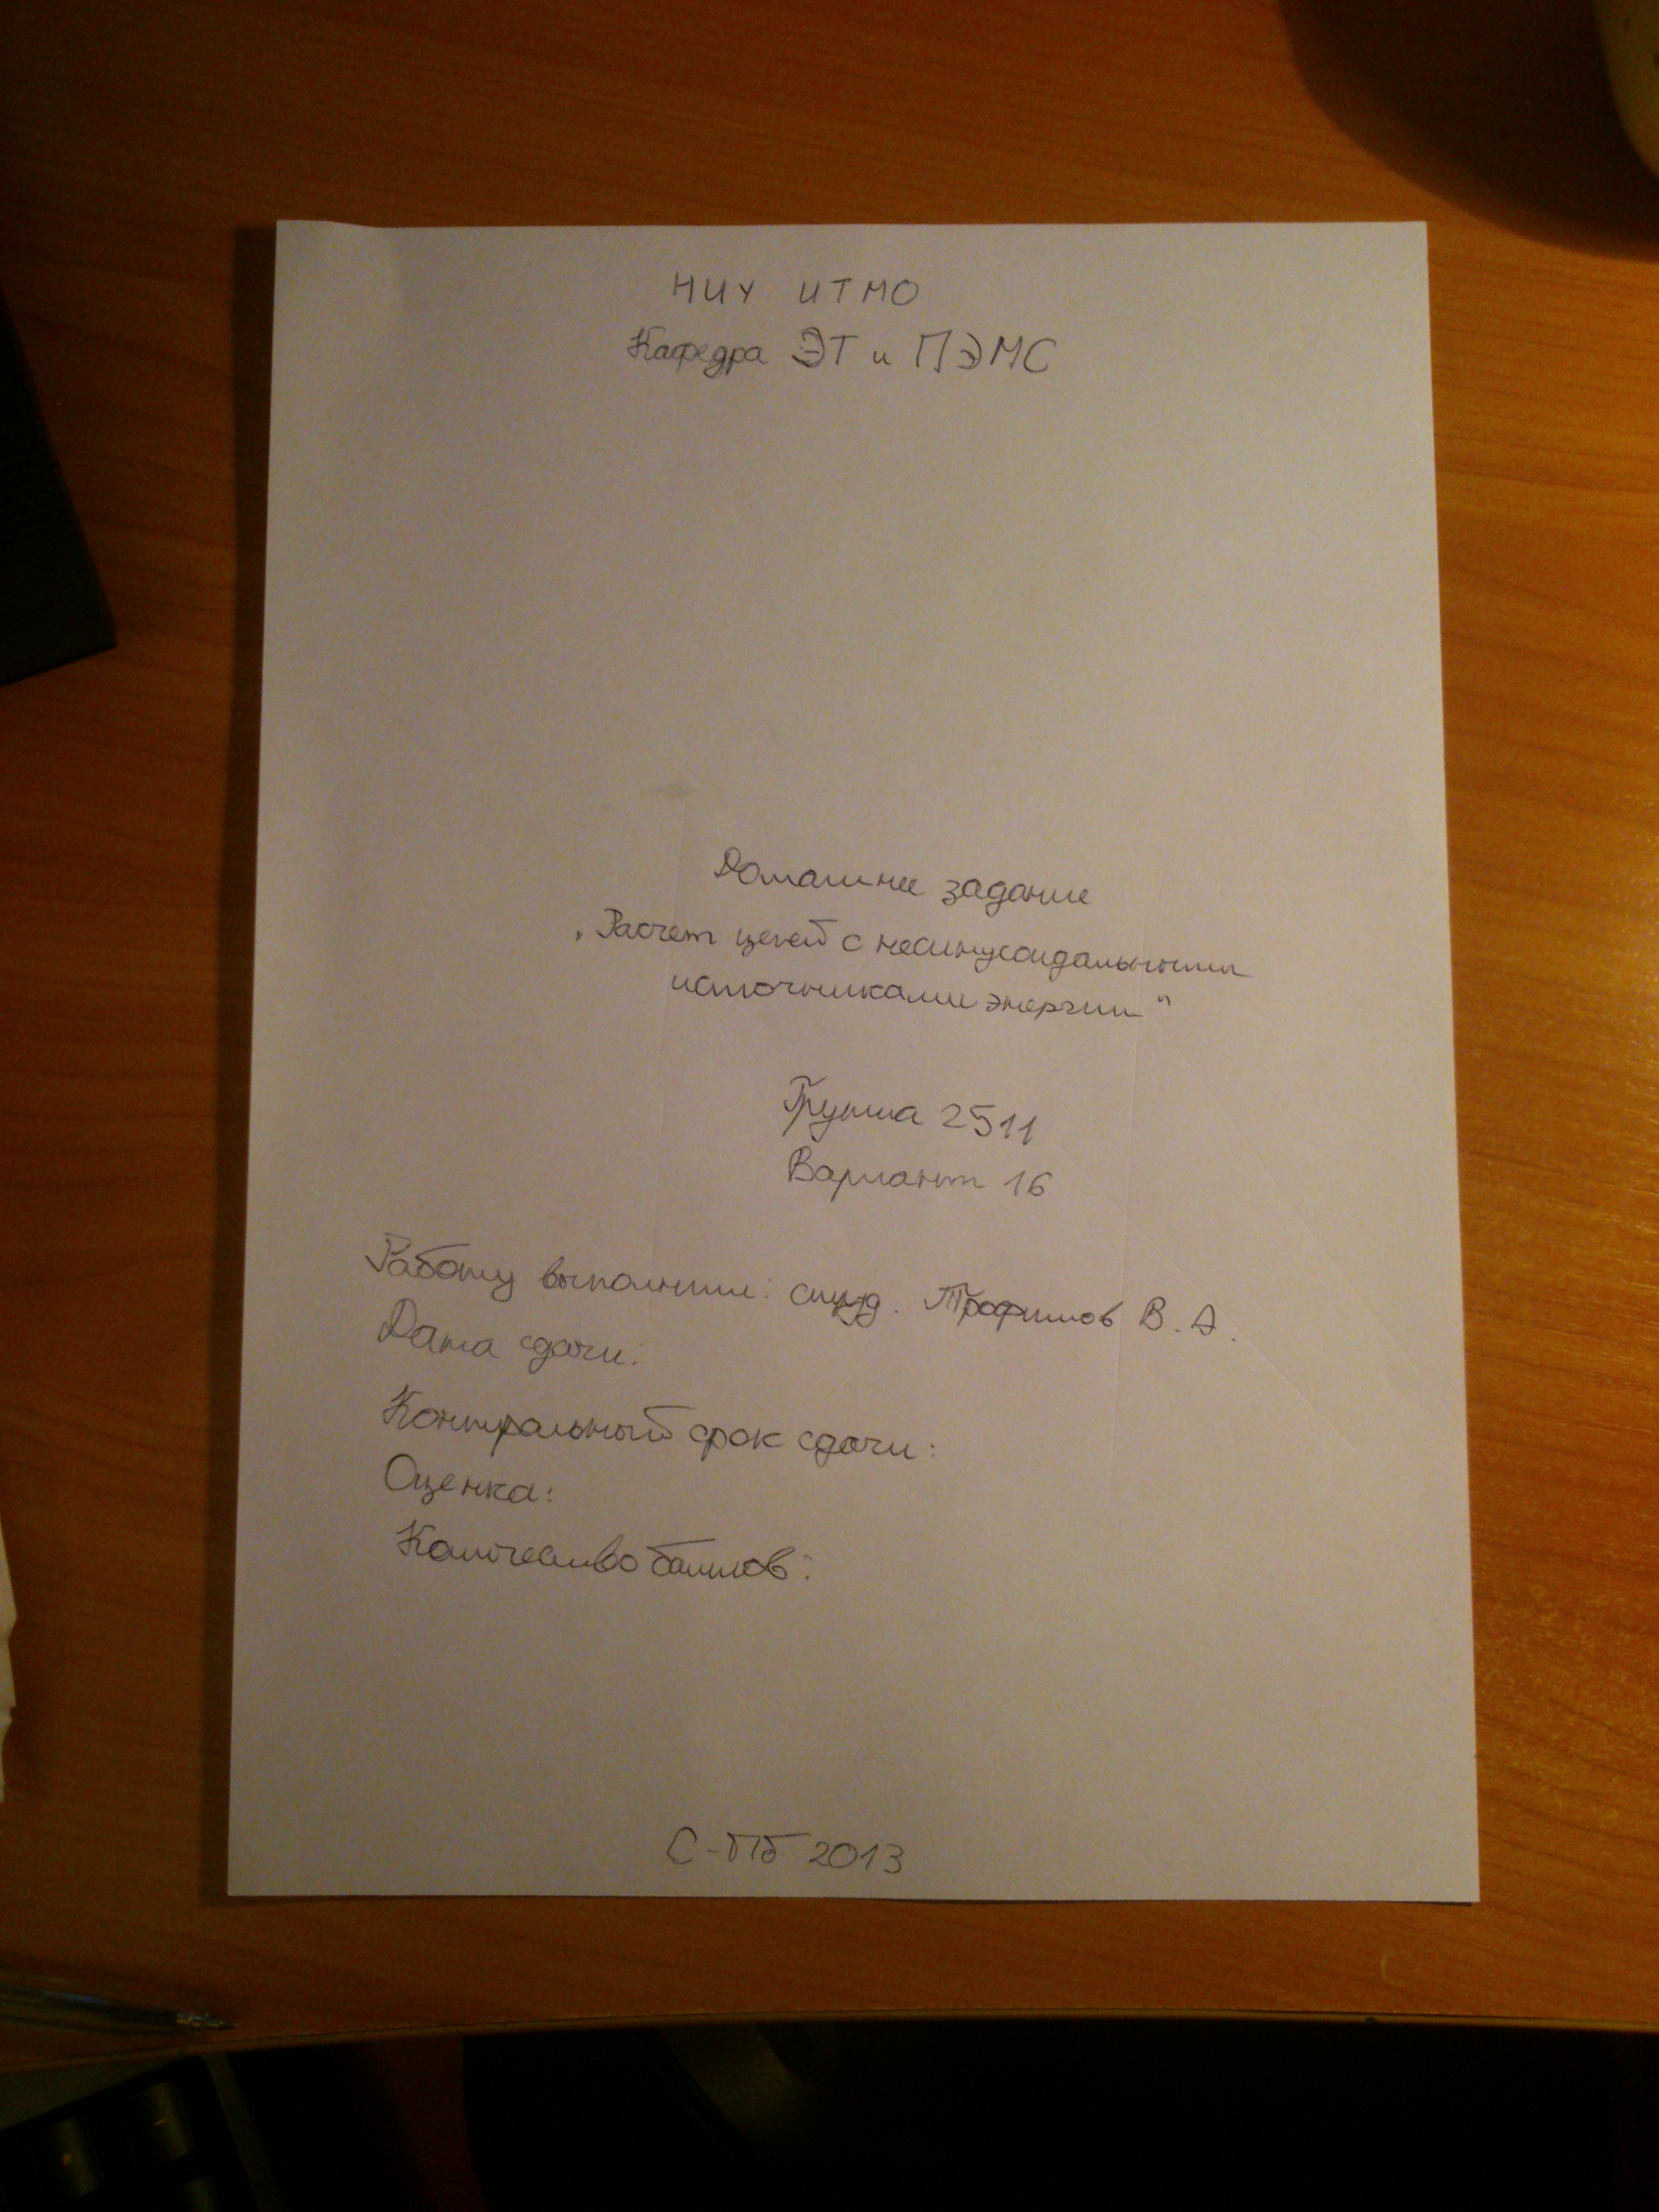 НИУ ИТМО
Кафедра ЭТ и ПЭМС
Домашнее задание
„Расчет цепей с несинусоидальными
источниками энергии"
Группа 2511
Вариант 16
Работу выполнил: студ. Трофимов В. А.
Дата сдачи:
Контрольный срок сдачи:
Оценка:
Количество баллов:
С-Пб 2013